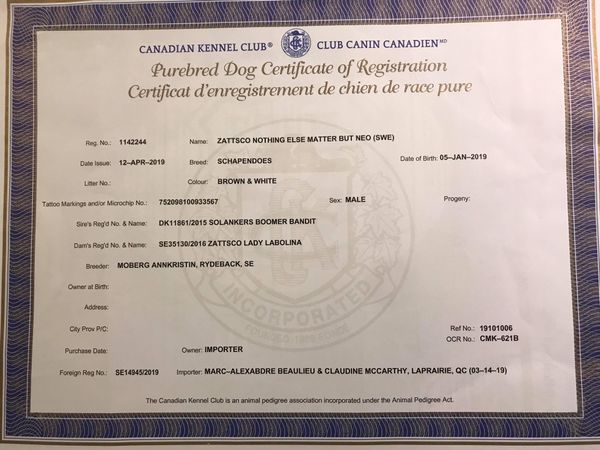 CANADIAN KENNEL CLUB® CLUB CANIN CANADIEN MD
Purebred Dog Certificate of Registration
Certificat d'enregistrement de chien de race pure
Reg. No.: 1142244 Name: ZATTSCO NOTHING ELSE MATTER BUT NEO (SWE)
Date Issue: 12-APR-2019 Breed: SCHAPENDOES Date of Birth: 05-JAN-2019
Litter No.: Colour: BROWN & WHITE
Tattoo Markings and/or Microchip No.: 752098100933567 Sex: MALE Progeny:
Sire's Reg'd No. & Name: DK11861/2015 SOLANKERS BOOMER BANDIT
Dam's Reg'd No. & Name: SE35130/2016 ZATTSCO LADY LABOLINA
Breeder: MOBERG ANNKRISTIN, RYDEBACK, SE
Owner at Birth:
Address:
INCORPORATED
FOUNDED 1888 FONDÉ
City Prov P/C: Ref No.: 19101006
OCR No.: CMK-621B
Purchase Date: Owner: IMPORTER
Foreign Reg No.: SE14945/2019 Importer: MARC-ALEXABDRE BEAULIEU & CLAUDINE MCCARTHY, LAPRAIRIE, QC (03-14-19)
The Canadian Kennel Club is an animal pedigree association incorporated under the Animal Pedigree Act.